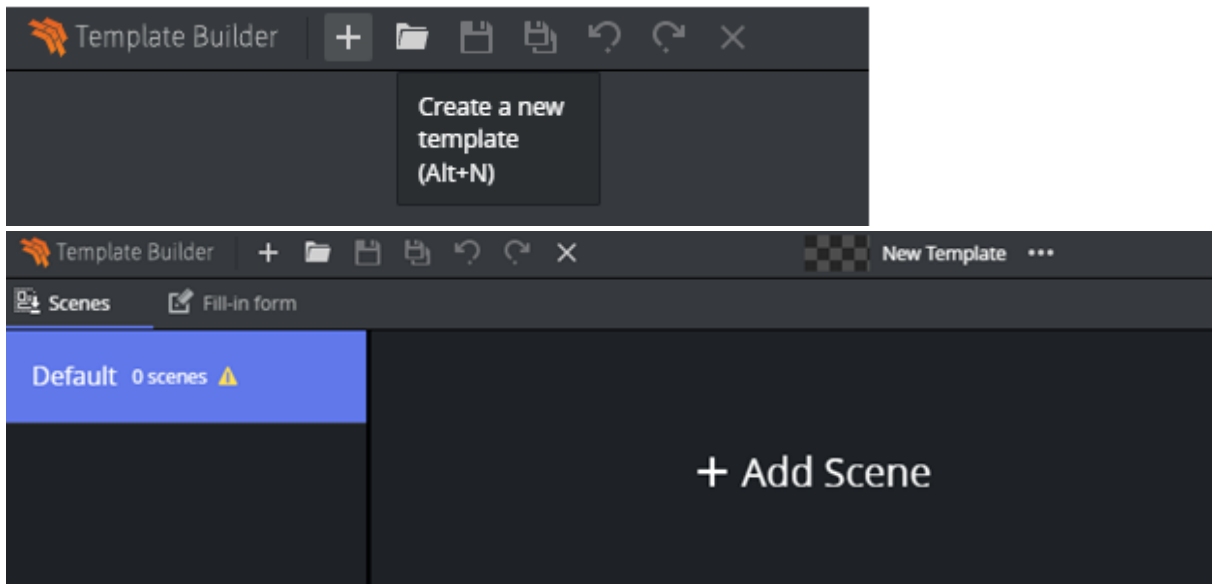 Template Builder
Create a new
template
(Alt+N)
Template Builder New Template •••
Scenes Fill-in form
Default 0 scenes
+ Add Scene